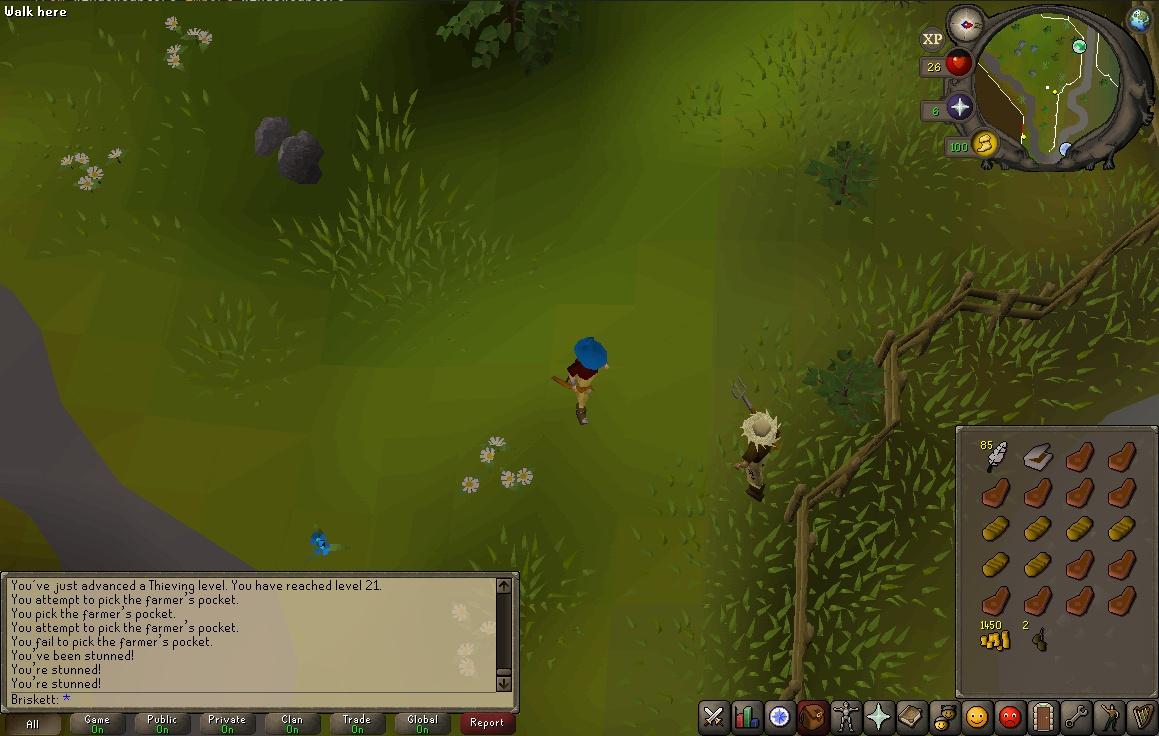 Walk here
XP
26
6
100
85
1450
2
You've just advanced a Thieving level. You have reached level 21.
You attempt to pick the farmer's pocket.
You pick the farmer's pocket.
You attempt to pick the farmer's pocket.
You fail to pick the farmer's pocket.
You've been stunned!
You're stunned!
You're stunned!
Briskett: *
All
Game
On
Public
On
Private
On
Clan
On
Trade
On
Global
On
Report